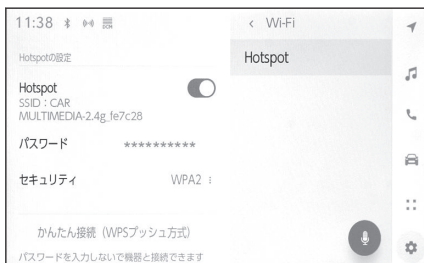 11:38
Wi-Fi
Hotspotの設定
Hotspot
Hotspot
SSID：CAR
MULTIMEDIA-2.4g_fe7c28
パスワード **********
セキュリティ WPA2
かんたん接続（WPSプッシュ方式）
パスワードを入力しないで機器と接続できます